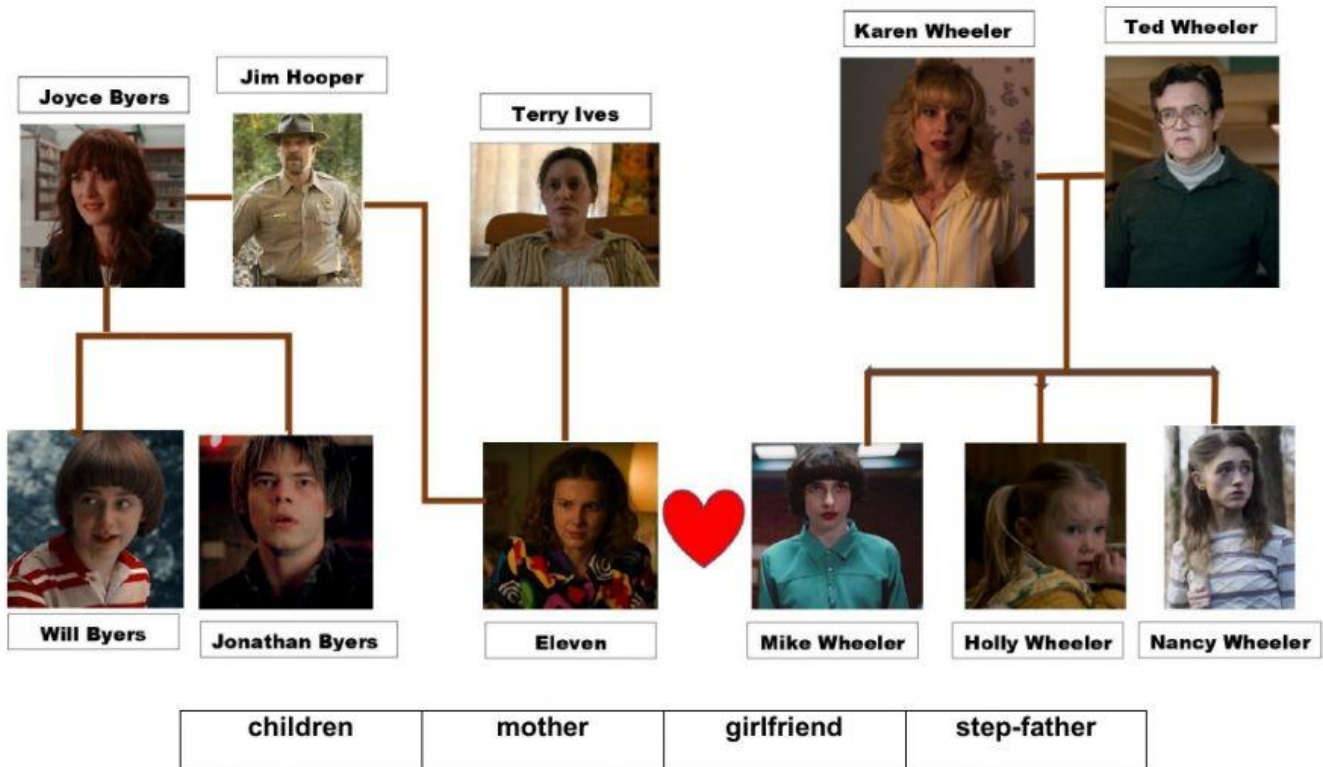 Karen Wheeler
Ted Wheeler
Jim Hooper
Joyce Byers
Terry Ives
Will Byers
Jonathan Byers
Eleven
Mike Wheeler
Holly Wheeler
Nancy Wheeler
children mother girlfriend step-father